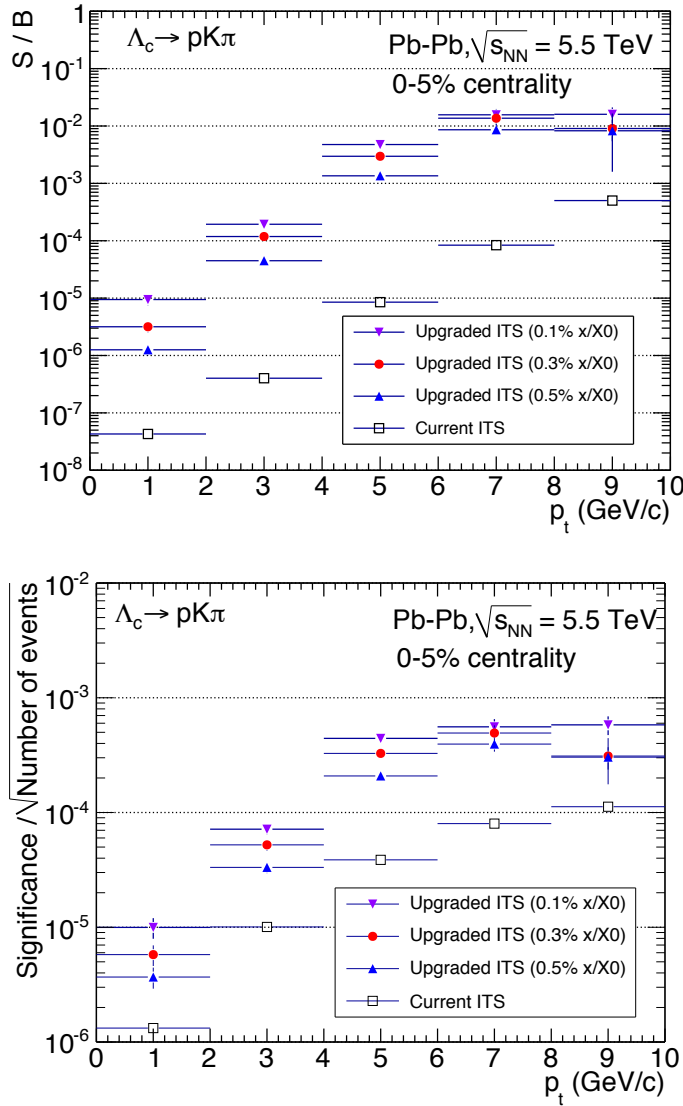 S / B
Λc → pKπ
Pb-Pb, √sNN = 5.5 TeV
0-5% centrality
1
10^-1
10^-2
10^-3
10^-4
10^-5
10^-6
10^-7
10^-8
Upgraded ITS (0.1% x/X0)
Upgraded ITS (0.3% x/X0)
Upgraded ITS (0.5% x/X0)
Current ITS
0 1 2 3 4 5 6 7 8 9 10
pt (GeV/c)
Significance /√Number of events
Λc → pKπ
Pb-Pb, √sNN = 5.5 TeV
0-5% centrality
10^-2
10^-3
10^-4
10^-5
10^-6
Upgraded ITS (0.1% x/X0)
Upgraded ITS (0.3% x/X0)
Upgraded ITS (0.5% x/X0)
Current ITS
0 1 2 3 4 5 6 7 8 9 10
pt (GeV/c)